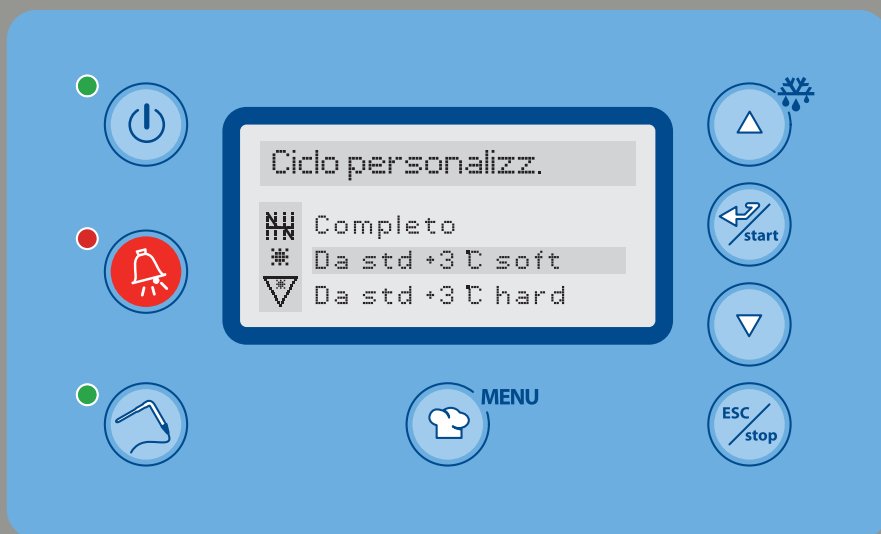 Ciclo personalizz.
Completo
Da std +3°C soft
Da std +3°C hard
start
MENU
ESC/stop